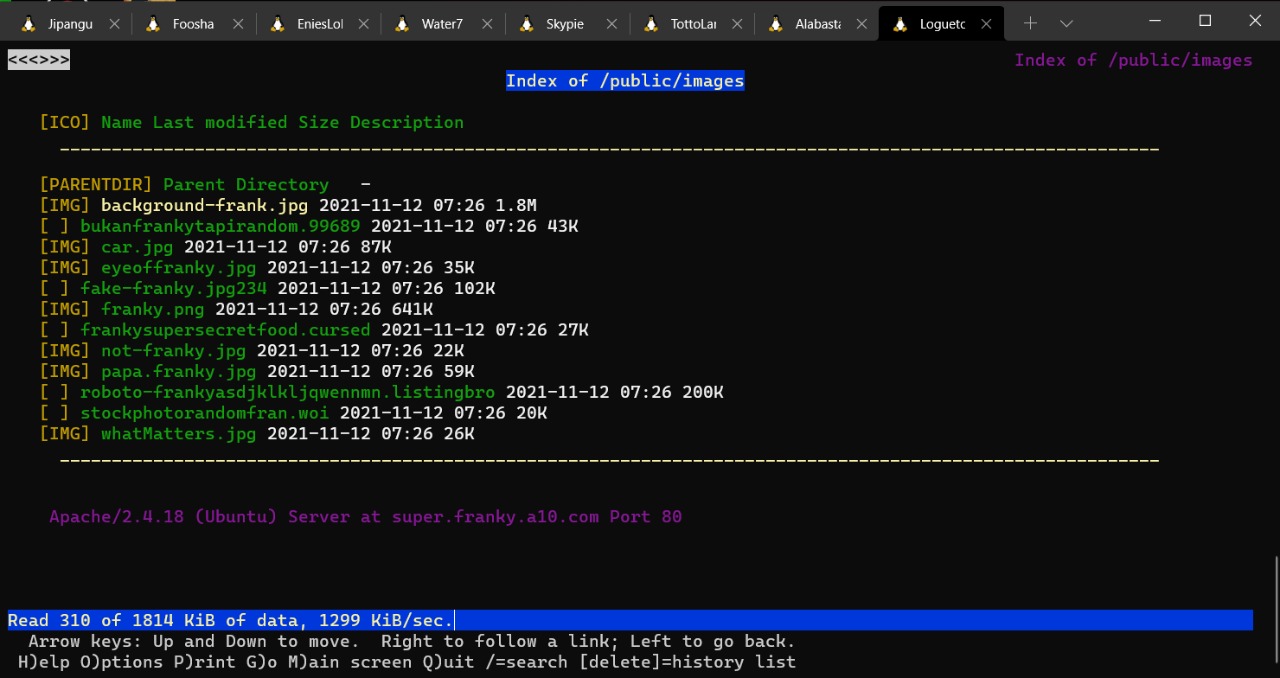 Jipangu
Foosha
EniesLol
Water7
Skypie
TottoLan
Alabasta
Loguetc
<<<>>>
Index of /public/images
Index of /public/images
[ICO] Name Last modified Size Description
[PARENTDIR] Parent Directory   -
[IMG] background-frank.jpg 2021-11-12 07:26 1.8M
[ ] bukanfrankytapirandom.99689 2021-11-12 07:26 43K
[IMG] car.jpg 2021-11-12 07:26 87K
[IMG] eyeoffranky.jpg 2021-11-12 07:26 35K
[ ] fake-franky.jpg234 2021-11-12 07:26 102K
[IMG] franky.png 2021-11-12 07:26 641K
[ ] frankysupersecretfood.cursed 2021-11-12 07:26 27K
[IMG] not-franky.jpg 2021-11-12 07:26 22K
[IMG] papa.franky.jpg 2021-11-12 07:26 59K
[ ] roboto-frankyasdjklkljqwennmn.listingbro 2021-11-12 07:26 200K
[ ] stockphotorandomfran.woi 2021-11-12 07:26 20K
[IMG] whatMatters.jpg 2021-11-12 07:26 26K
Apache/2.4.18 (Ubuntu) Server at super.franky.a10.com Port 80
Read 310 of 1814 KiB of data, 1299 KiB/sec.
Arrow keys: Up and Down to move.  Right to follow a link; Left to go back.
H)elp O)ptions P)rint G)o M)ain screen Q)uit /=search [delete]=history list